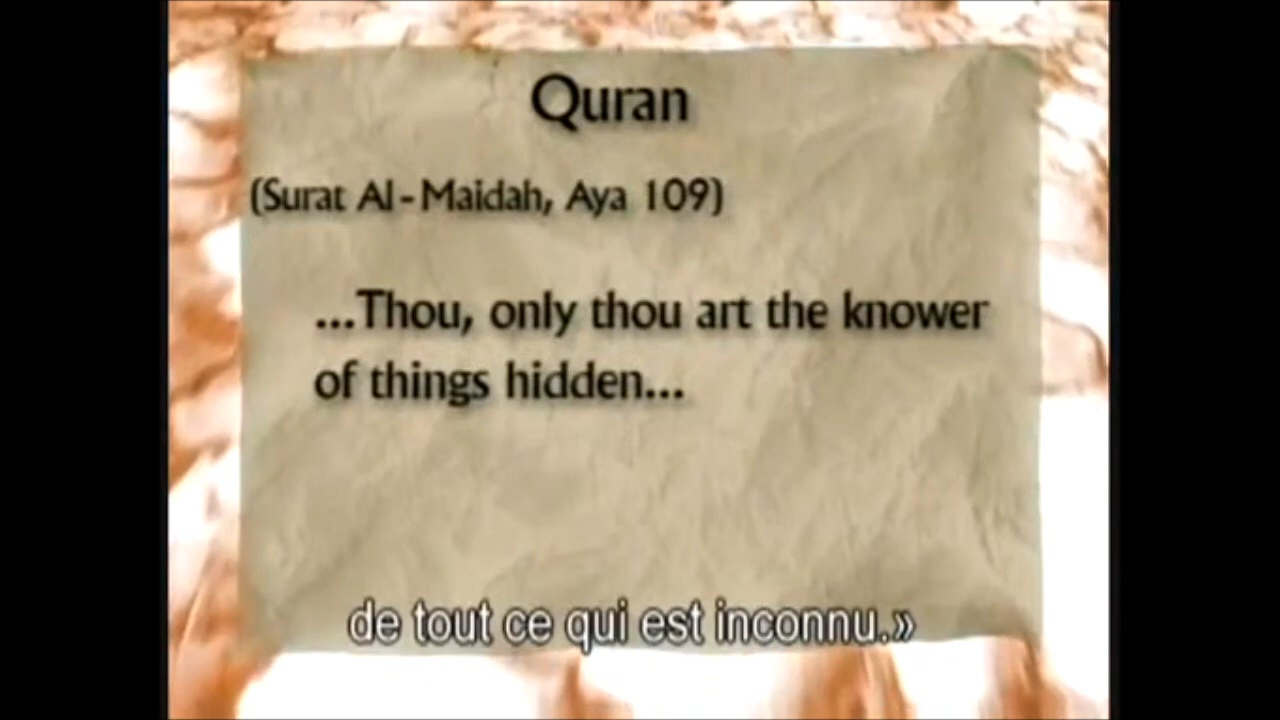 Quran
(Surat Al-Maidah, Aya 109)
...Thou, only thou art the knower
of things hidden...
de tout ce qui est inconnu.»